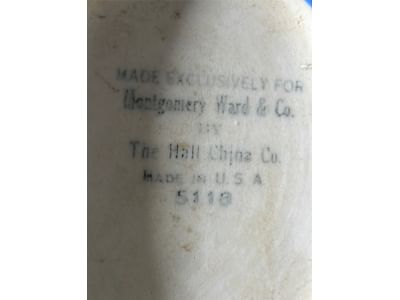 MADE EXCLUSIVELY FOR
Montgomery Ward & Co.
BY
The Hall China Co.
MADE IN U.S.A
5118